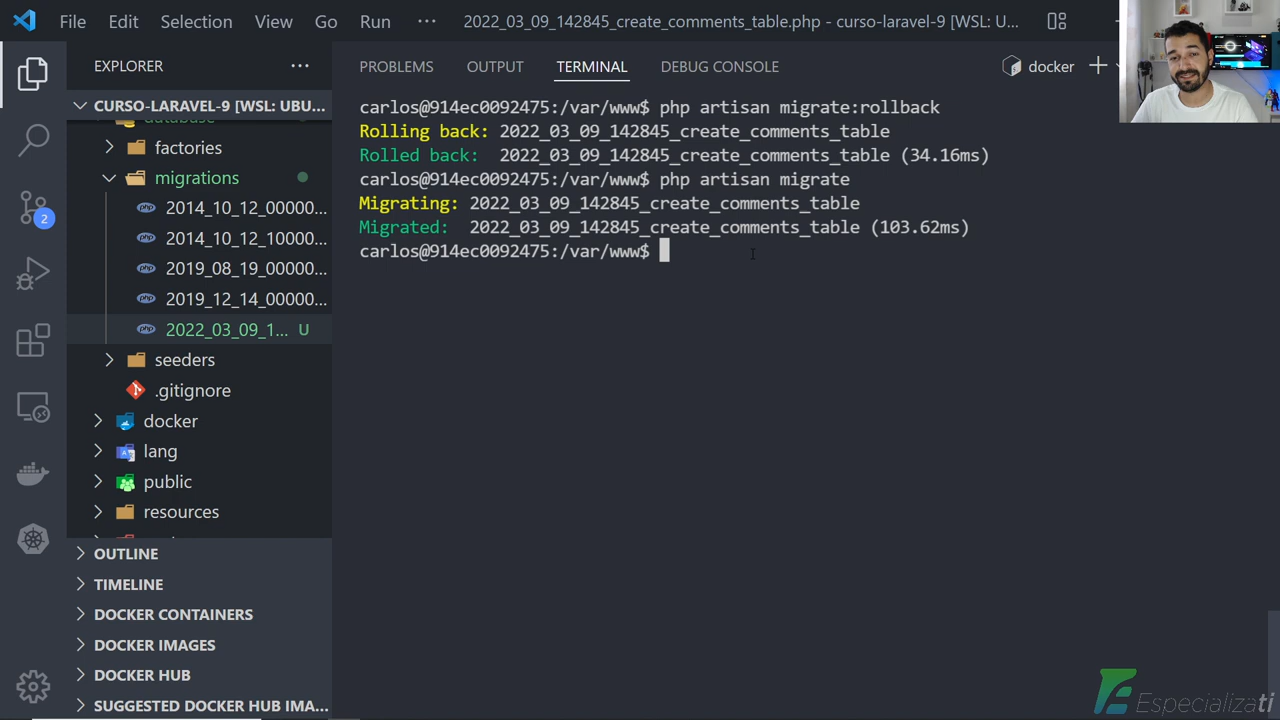 File Edit Selection View Go Run ··· 2022_03_09_142845_create_comments_table.php - curso-laravel-9 [WSL: U...
EXPLORER ···
CURSO-LARAVEL-9 [WSL: UBU...
database
factories
migrations
2014_10_12_00000...
2014_10_12_00000...
2019_08_19_00000...
2019_12_14_00000...
2022_03_09_1... U
seeders
.gitignore
docker
lang
public
resources
OUTLINE
TIMELINE
DOCKER CONTAINERS
DOCKER IMAGES
DOCKER HUB
SUGGESTED DOCKER HUB IMA...
2
PROBLEMS OUTPUT TERMINAL DEBUG CONSOLE docker
carlos@914ec0092475:/var/www$ php artisan migrate:rollback
Rolling back: 2022_03_09_142845_create_comments_table
Rolled back: 2022_03_09_142845_create_comments_table (34.16ms)
carlos@914ec0092475:/var/www$ php artisan migrate
Migrating: 2022_03_09_142845_create_comments_table
Migrated: 2022_03_09_142845_create_comments_table (103.62ms)
carlos@914ec0092475:/var/www$
Especializati